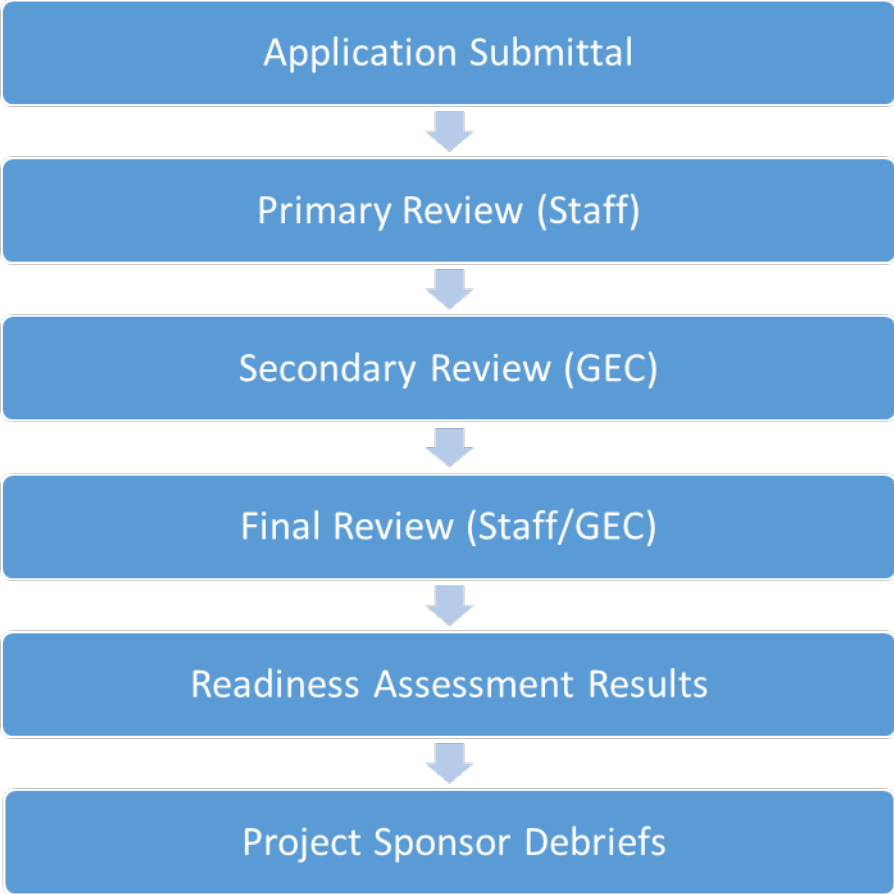 Application Submittal
Primary Review (Staff)
Secondary Review (GEC)
Final Review (Staff/GEC)
Readiness Assessment Results
Project Sponsor Debriefs